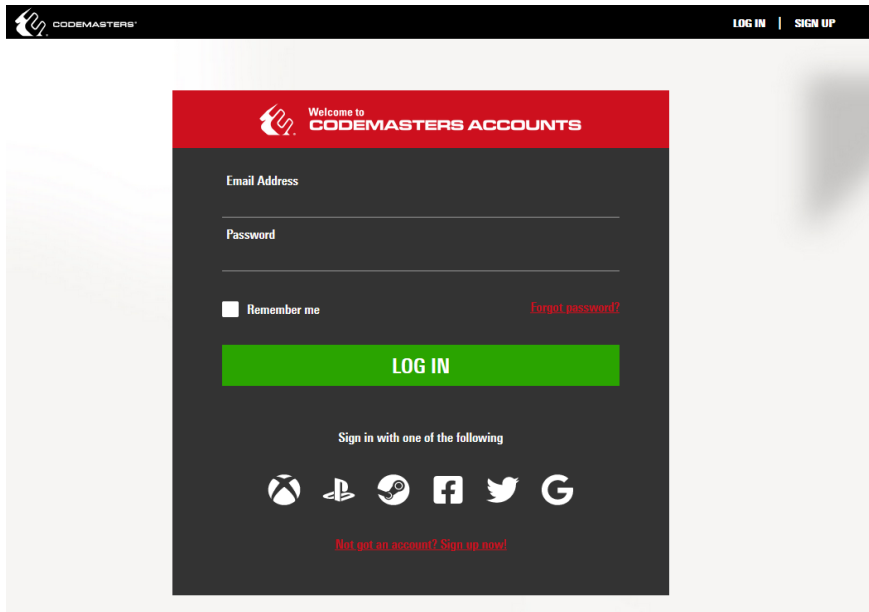 CODEMASTERS®
LOG IN | SIGN UP
Welcome to
CODEMASTERS ACCOUNTS
Email Address
Password
Remember me
Forgot password?
LOG IN
Sign in with one of the following
Not got an account? Sign up now!